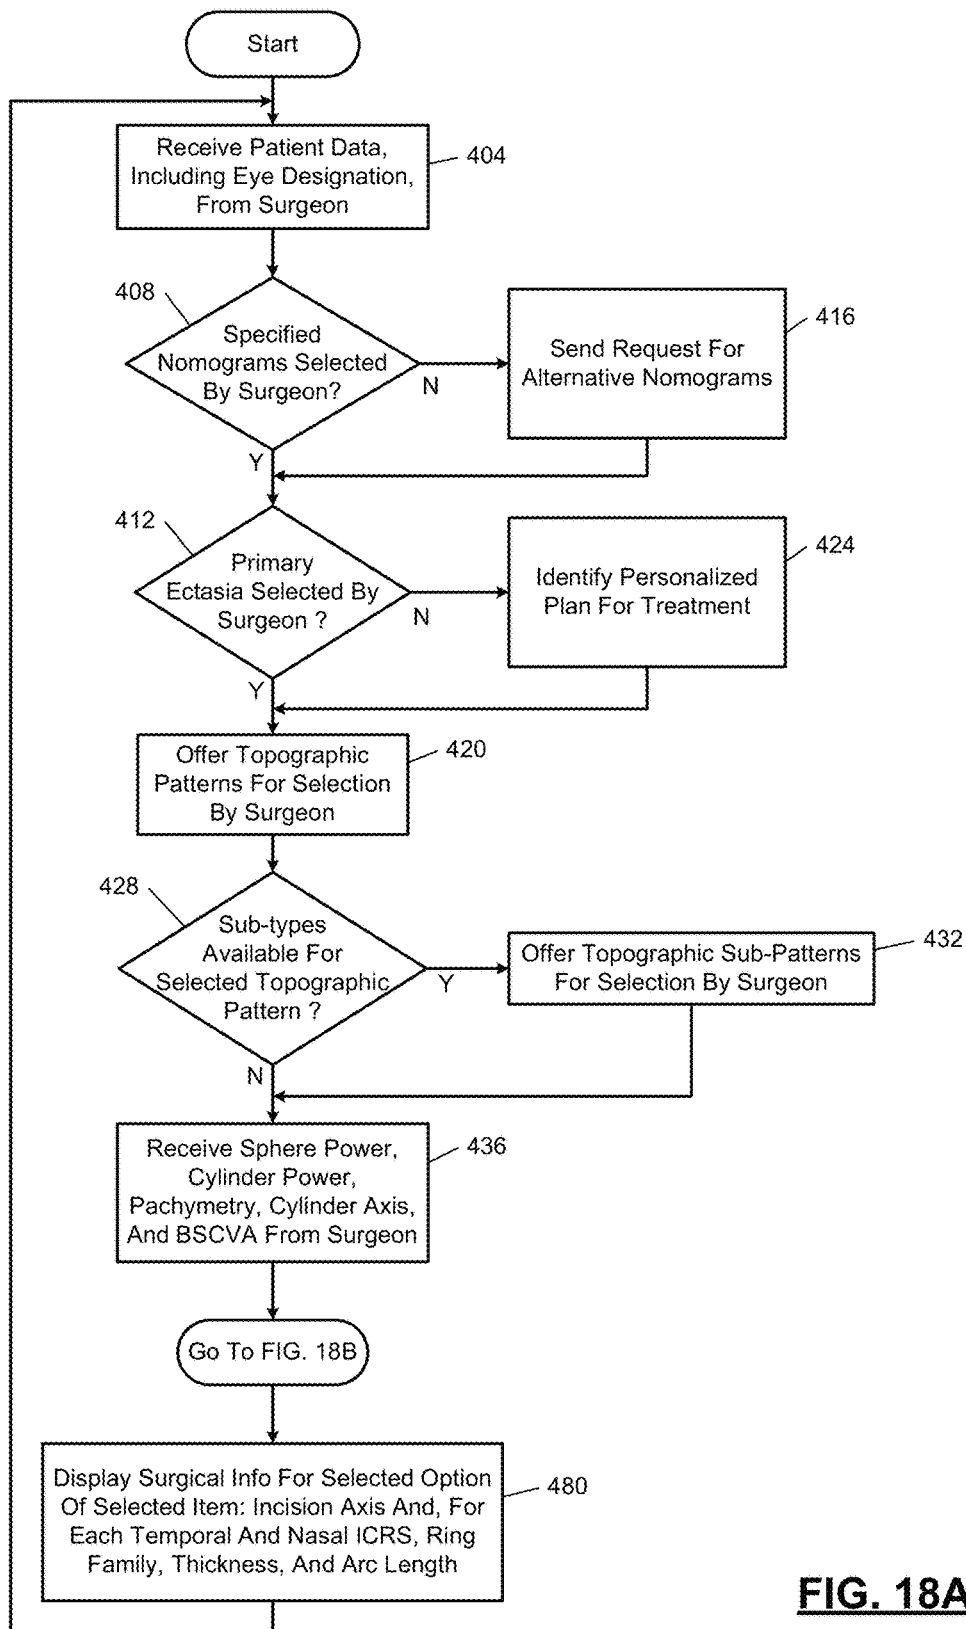 Start
Receive Patient Data,
Including Eye Designation,
From Surgeon
404
408
Specified
Nomograms Selected
By Surgeon?
N
Y
Send Request For
Alternative Nomograms
416
412
Primary
Ectasia Selected By
Surgeon ?
N
Y
Identify Personalized
Plan For Treatment
424
Offer Topographic
Patterns For Selection
By Surgeon
420
428
Sub-types
Available For
Selected Topographic
Pattern ?
Y
N
Offer Topographic Sub-Patterns
For Selection By Surgeon
432
Receive Sphere Power,
Cylinder Power,
Pachymetry, Cylinder Axis,
And BSCVA From Surgeon
436
Go To FIG. 18B
Display Surgical Info For Selected Option
Of Selected Item: Incision Axis And, For
Each Temporal And Nasal ICRS, Ring
Family, Thickness, And Arc Length
480
FIG. 18A